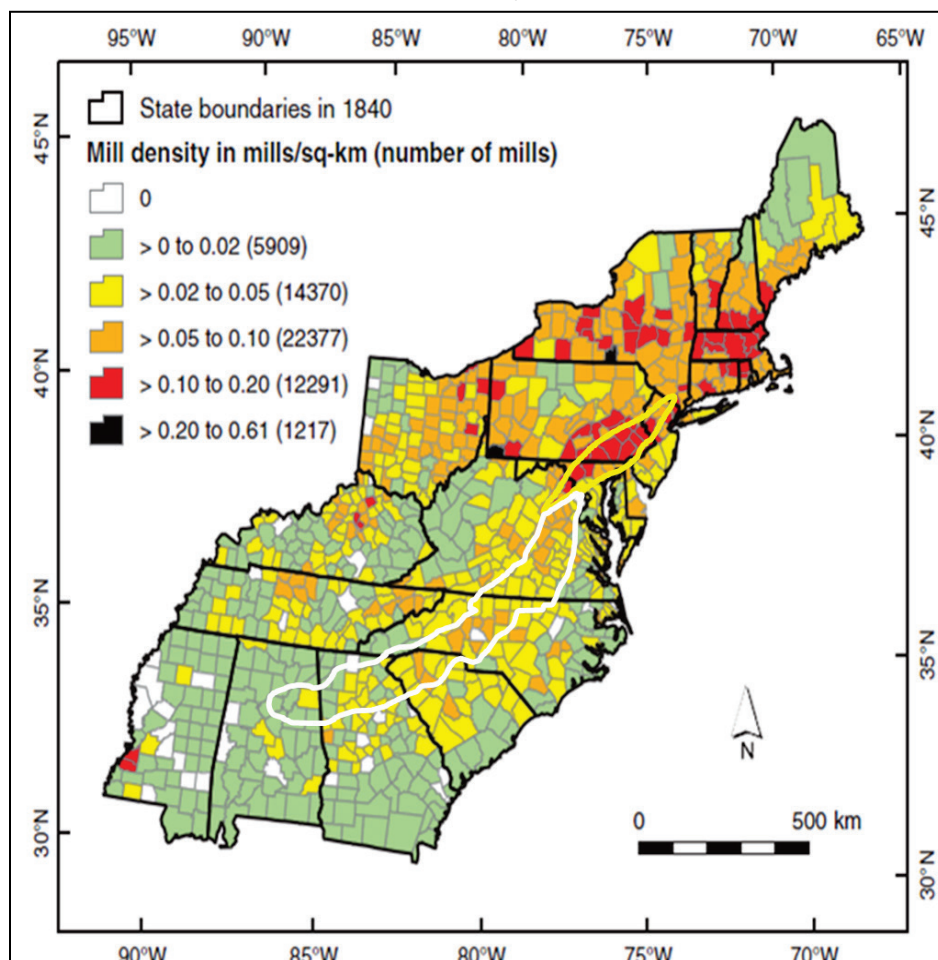 95°W 90°W 85°W 80°W 75°W 70°W 65°W
State boundaries in 1840
Mill density in mills/sq-km (number of mills)
0
> 0 to 0.02 (5909)
> 0.02 to 0.05 (14370)
> 0.05 to 0.10 (22377)
> 0.10 to 0.20 (12291)
> 0.20 to 0.61 (1217)
45°N
40°N
35°N
30°N
45°N
40°N
35°N
30°N
N
0 500 km
90°W 85°W 80°W 75°W 70°W